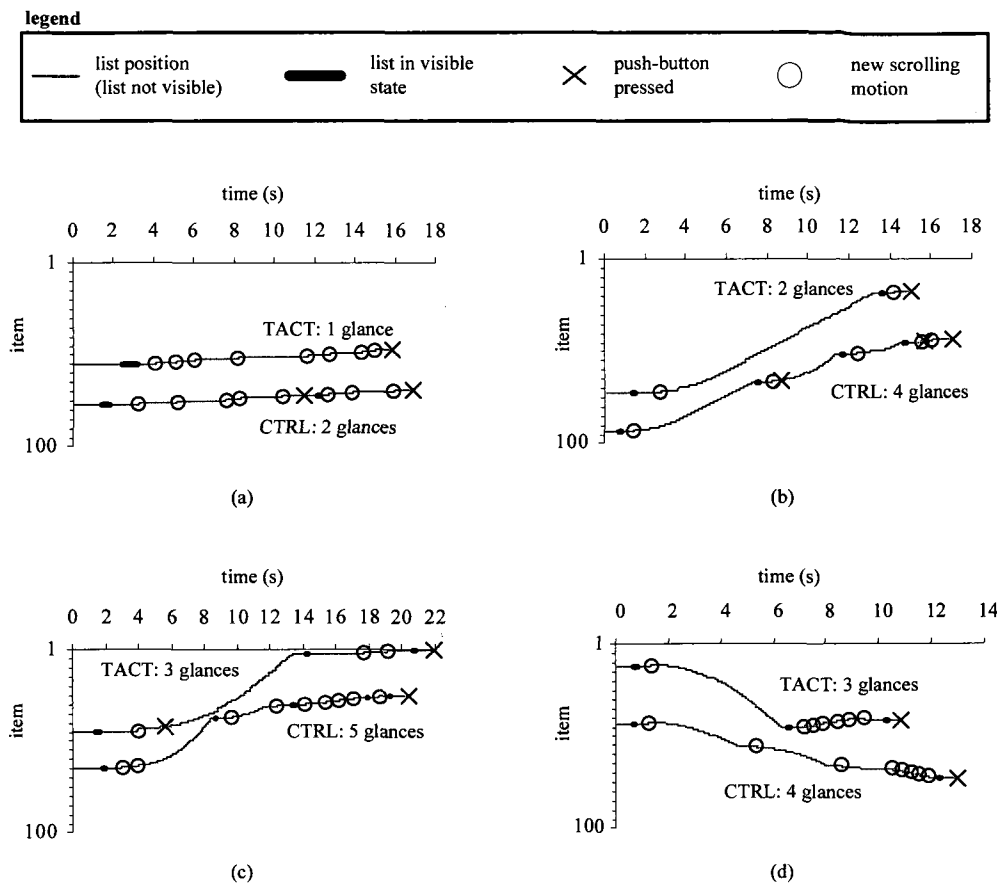 legend
list position
(list not visible)
list in visible
state
push-button
pressed
new scrolling
motion
time (s)
0 2 4 6 8 10 12 14 16 18
1
item
TACT: 1 glance
CTRL: 2 glances
100
(a)
time (s)
0 2 4 6 8 10 12 14 16 18
1
item
TACT: 2 glances
CTRL: 4 glances
100
(b)
time (s)
0 2 4 6 8 10 12 14 16 18 20 22
1
item
TACT: 3 glances
CTRL: 5 glances
100
(c)
time (s)
0 2 4 6 8 10 12 14
1
item
TACT: 3 glances
CTRL: 4 glances
100
(d)